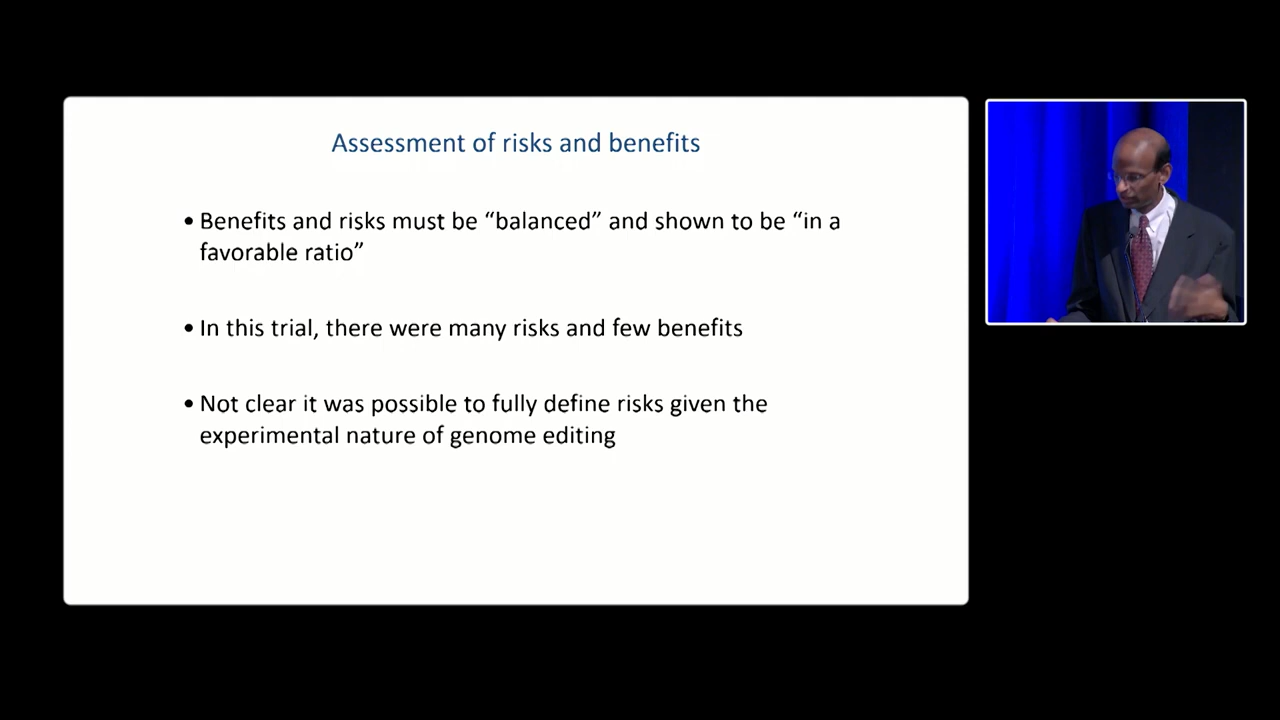 Assessment of risks and benefits
• Benefits and risks must be “balanced” and shown to be “in a
favorable ratio”
• In this trial, there were many risks and few benefits
• Not clear it was possible to fully define risks given the
experimental nature of genome editing